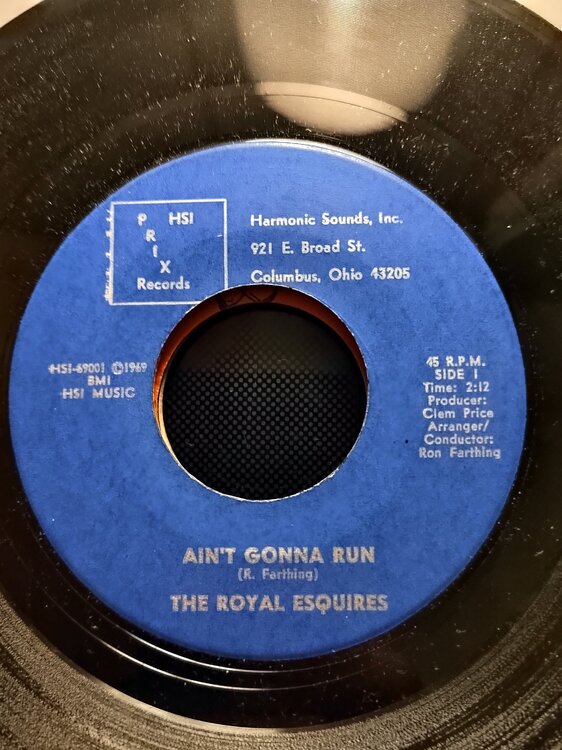 P HSI
R
I
X
Records
Harmonic Sounds, Inc.
921 E. Broad St.
Columbus, Ohio 43205
HSI-69001 Ⓒ1969
BMI
HSI MUSIC
45 R.P.M.
SIDE 1
Time: 2:12
Producer:
Clem Price
Arranger/
Conductor:
Ron Farthing
AIN'T GONNA RUN
(R. Farthing)
THE ROYAL ESQUIRES